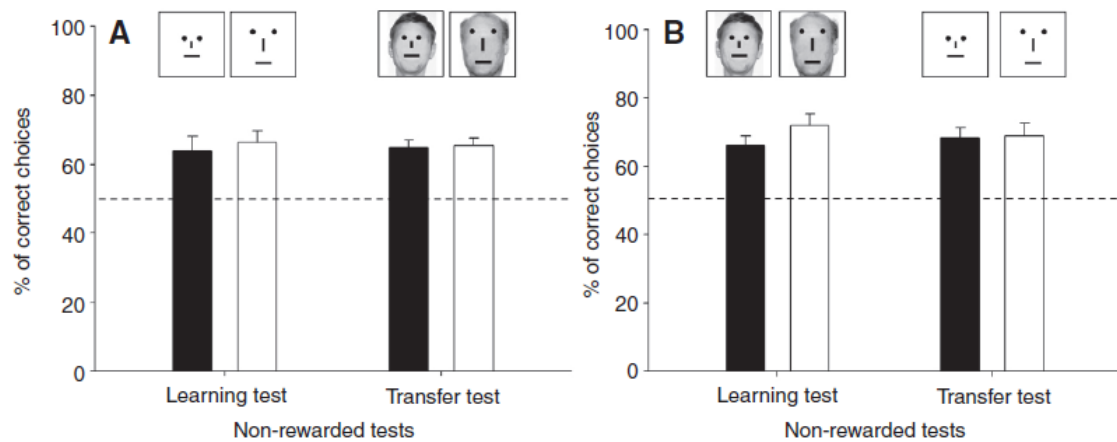 A
% of correct choices
100
80
60
40
20
0
Learning test
Transfer test
Non-rewarded tests
B
% of correct choices
100
80
60
40
20
0
Learning test
Transfer test
Non-rewarded tests